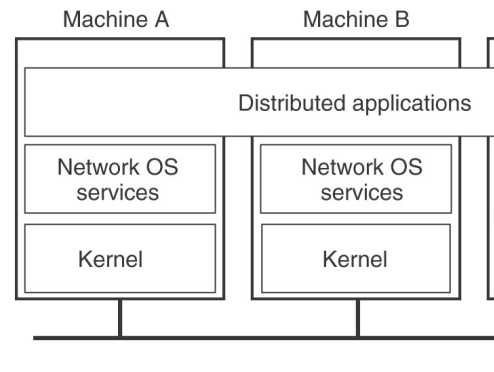 Machine A
Machine B
Distributed applications
Network OS
services
Network OS
services
Kernel
Kernel